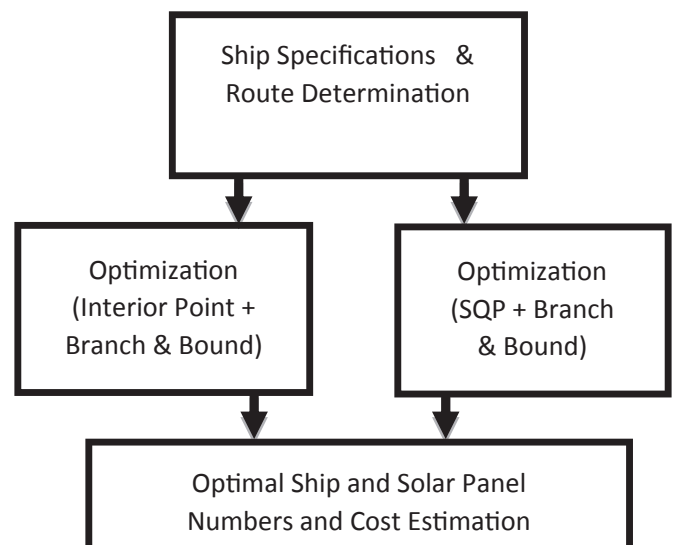 Ship Specifications &
Route Determination
Optimization
(Interior Point +
Branch & Bound)
Optimization
(SQP + Branch
& Bound)
Optimal Ship and Solar Panel
Numbers and Cost Estimation